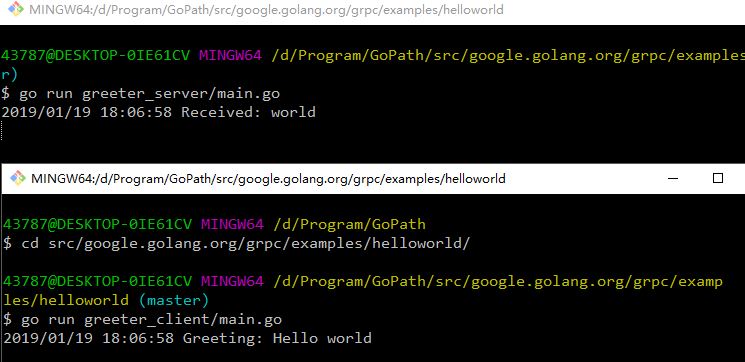 MINGW64:/d/Program/GoPath/src/google.golang.org/grpc/examples/helloworld
43787@DESKTOP-0IE61CV MINGW64 /d/Program/GoPath/src/google.golang.org/grpc/examples
r)
$ go run greeter_server/main.go
2019/01/19 18:06:58 Received: world
MINGW64:/d/Program/GoPath/src/google.golang.org/grpc/examples/helloworld
43787@DESKTOP-0IE61CV MINGW64 /d/Program/GoPath
$ cd src/google.golang.org/grpc/examples/helloworld/
43787@DESKTOP-0IE61CV MINGW64 /d/Program/GoPath/src/google.golang.org/grpc/examp
les/helloworld (master)
$ go run greeter_client/main.go
2019/01/19 18:06:58 Greeting: Hello world